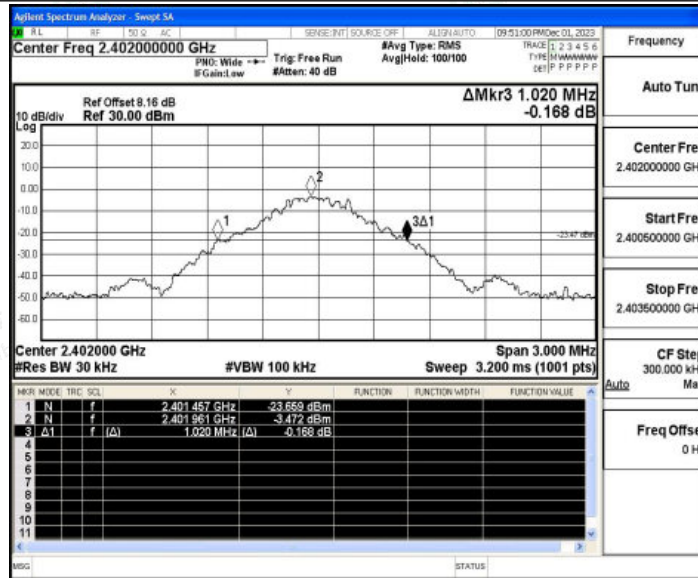 Agilent Spectrum Analyzer - Swept SA
RL RF 50 Ω AC SENSE:INT SOURCE OFF ALIGN AUTO 09:51:00 PM Dec 01, 2023
Center Freq 2.402000000 GHz
PNO: Wide
IFGain:Low
Trig: Free Run
#Atten: 40 dB
#Avg Type: RMS
Avg|Hold: 100/100
TRACE 1 2 3 4 5 6
TYPE M WWWWW
DET P P P P P P
Ref Offset 8.16 dB
Ref 30.00 dBm
10 dB/div
Log
ΔMkr3 1.020 MHz
-0.168 dB
20.0
10.0
0.00
-10.0
-20.0
-30.0
-40.0
-50.0
-60.0
1
2
3Δ1
-23.47 dBm
Center 2.402000 GHz
#Res BW 30 kHz
#VBW 100 kHz
Span 3.000 MHz
Sweep 3.200 ms (1001 pts)
MKR MODE TRC SCL X Y FUNCTION FUNCTION WIDTH FUNCTION VALUE
1 N f 2.401 457 GHz -23.659 dBm
2 N f 2.401 961 GHz -3.472 dBm
3 Δ1 f (Δ) 1.020 MHz (Δ) -0.168 dB
4
5
6
7
8
9
10
11
MSG STATUS
Frequency
Auto Tun
Center Fre
2.402000000 GH
Start Fre
2.400500000 GH
Stop Fre
2.403500000 GH
CF Ste
300.000 kH
Auto Ma
Freq Offse
0 H